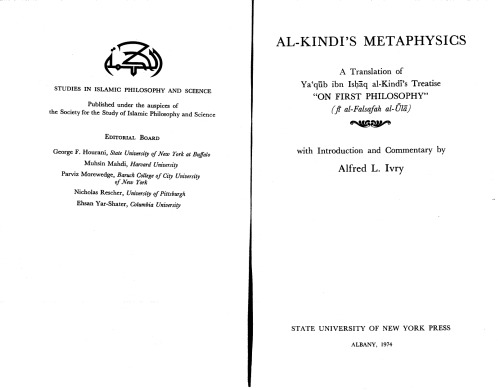 STUDIES IN ISLAMIC PHILOSOPHY AND SCIENCE
Published under the auspices of
the Society for the Study of Islamic Philosophy and Science
EDITORIAL BOARD
George F. Hourani, State University of New York at Buffalo
Muhsin Mahdi, Harvard University
Parviz Morewedge, Baruch College of City University
of New York
Nicholas Rescher, University of Pittsburgh
Ehsan Yar-Shater, Columbia University
AL-KINDI'S METAPHYSICS
A Translation of
Ya'qūb ibn Isḥāq al-Kindī's Treatise
"ON FIRST PHILOSOPHY"
(fī al-Falsafah al-Ūlā)
with Introduction and Commentary by
Alfred L. Ivry
STATE UNIVERSITY OF NEW YORK PRESS
ALBANY, 1974